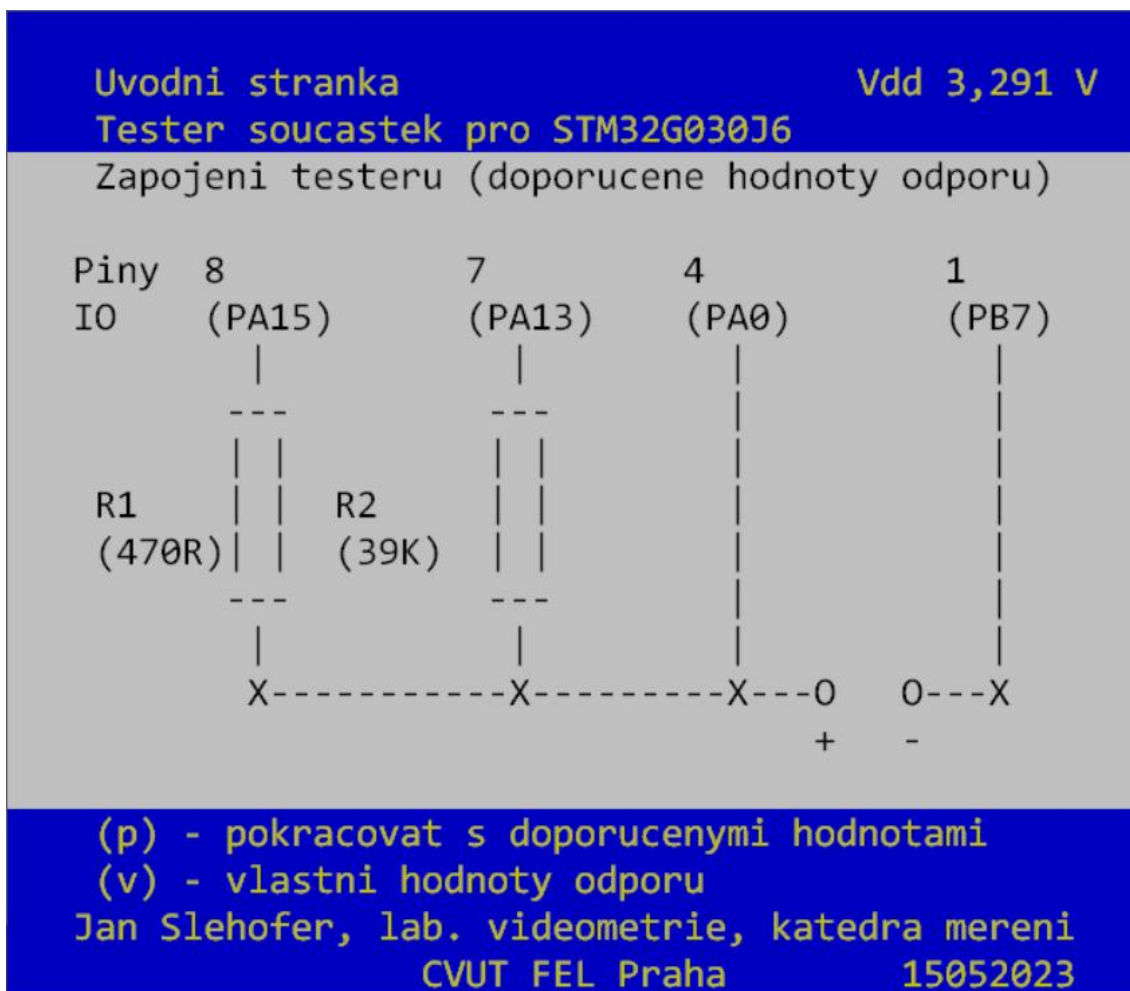 Uvodni stranka Vdd 3,291 V
Tester soucastek pro STM32G030J6
Zapojeni testeru (doporucene hodnoty odporu)
Piny 8 7 4 1
IO (PA15) (PA13) (PA0) (PB7)
R1 R2
(470R) (39K)
X------------X----------X---O O---X
+ -
(p) - pokracovat s doporucenymi hodnotami
(v) - vlastni hodnoty odporu
Jan Slehofer, lab. videometrie, katedra mereni
CVUT FEL Praha 15052023